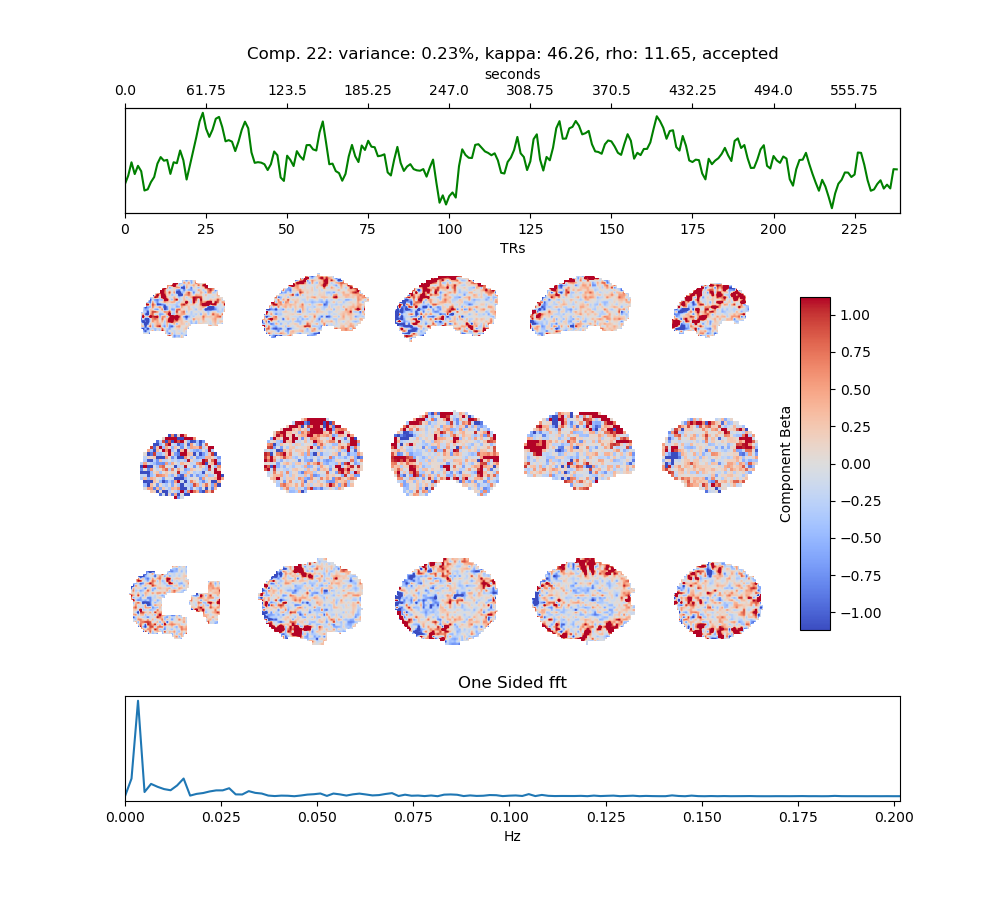 Comp. 22: variance: 0.23%, kappa: 46.26, rho: 11.65, accepted
seconds
0.0 61.75 123.5 185.25 247.0 308.75 370.5 432.25 494.0 555.75
0 25 50 75 100 125 150 175 200 225
TRs
1.00
0.75
0.50
0.25
0.00
−0.25
−0.50
−0.75
−1.00
Component Beta
One Sided fft
0.000 0.025 0.050 0.075 0.100 0.125 0.150 0.175 0.200
Hz